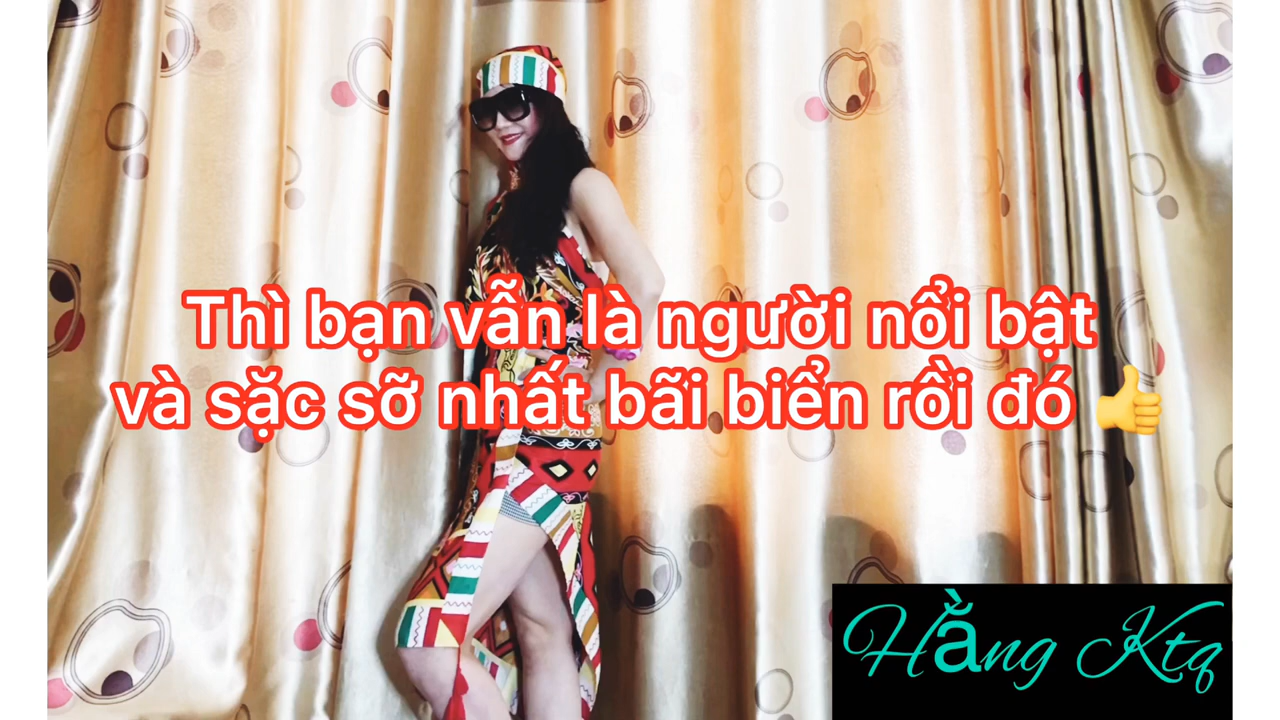 Thì bạn vẫn là người nổi bật
và sặc sỡ nhất bãi biển rồi đó 👍
Hằng Ktq